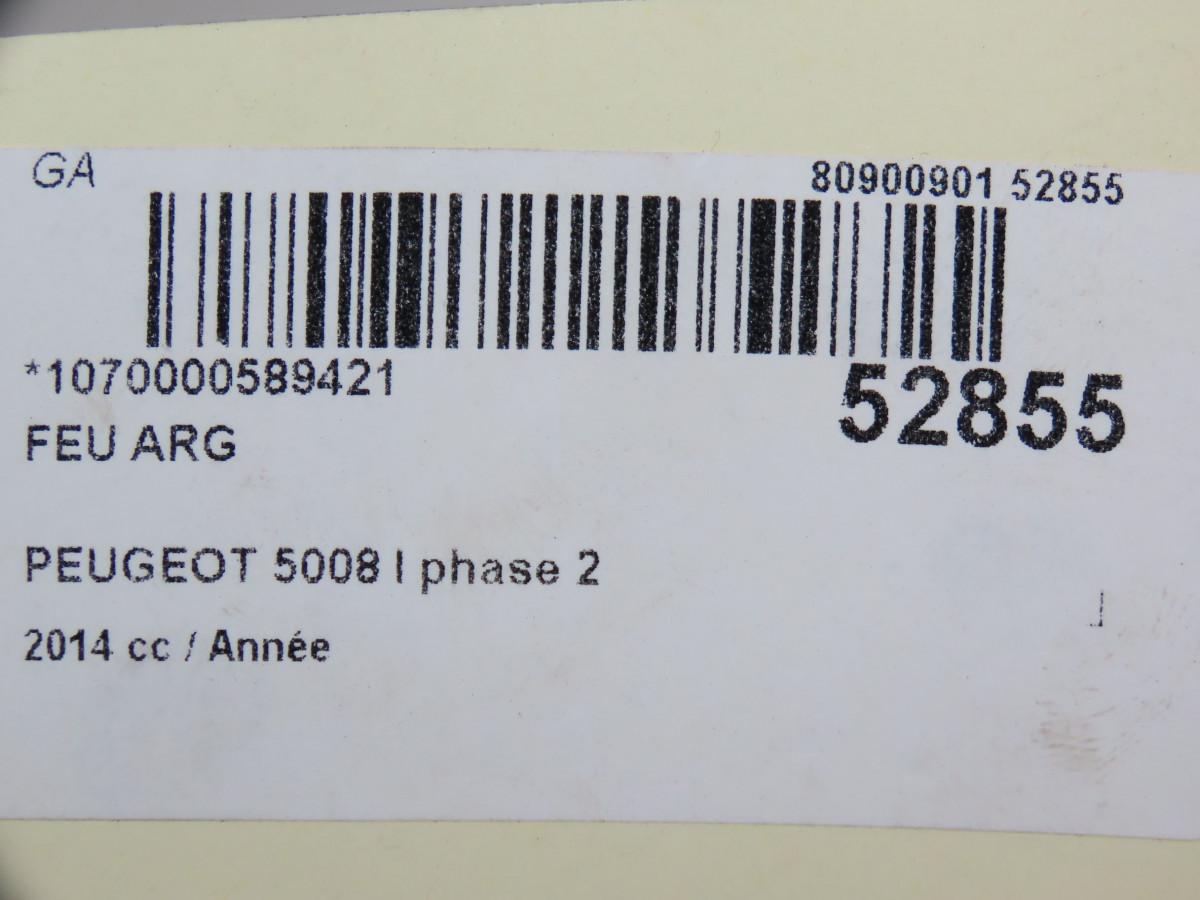 GA
80900901 52855
*1070000589421
52855
FEU ARG
PEUGEOT 5008 I phase 2
2014 cc / Année